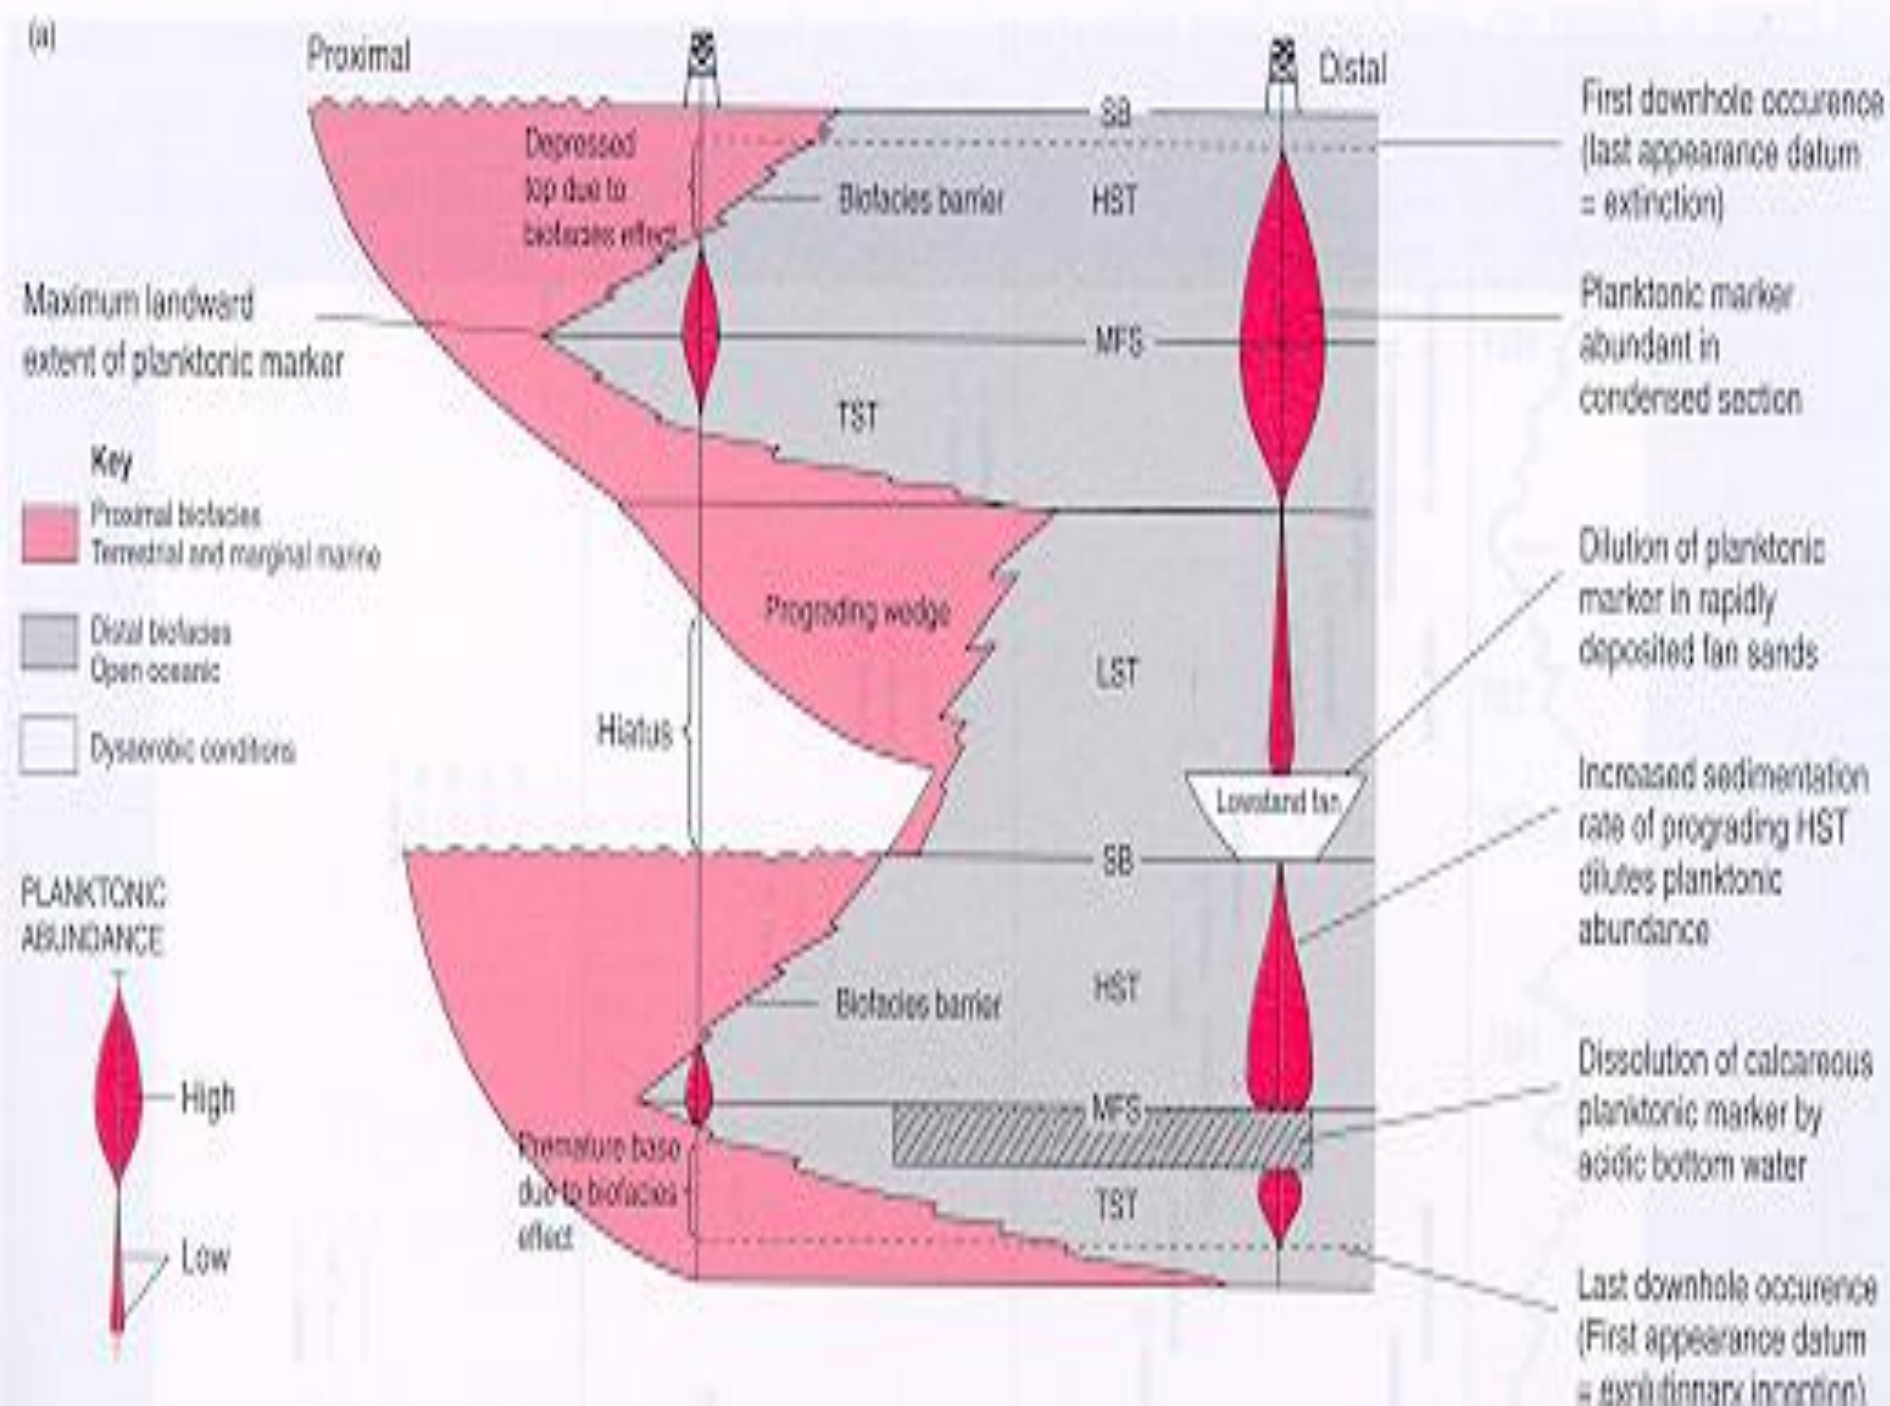 (a)
Proximal
Distal
SB
Depressed
top due to
biofacies effect
Biofacies barrier
HST
First downhole occurence
(last appearance datum
= extinction)
Maximum landward
extent of planktonic marker
MFS
Planktonic marker
abundant in
condensed section
TST
Key
Proximal biofacies
Terrestrial and marginal marine
Distal biofacies
Open oceanic
Dysaerobic conditions
Prograding wedge
LST
Dilution of planktonic
marker in rapidly
deposited fan sands
Hiatus
Lowstand fan
SB
Increased sedimentation
rate of prograding HST
dilutes planktonic
abundance
PLANKTONIC
ABUNDANCE
High
Low
Biofacies barrier
HST
MFS
Dissolution of calcareous
planktonic marker by
acidic bottom water
Premature base
due to biofacies
effect
TST
Last downhole occurence
(First appearance datum
= evolutionary inception)